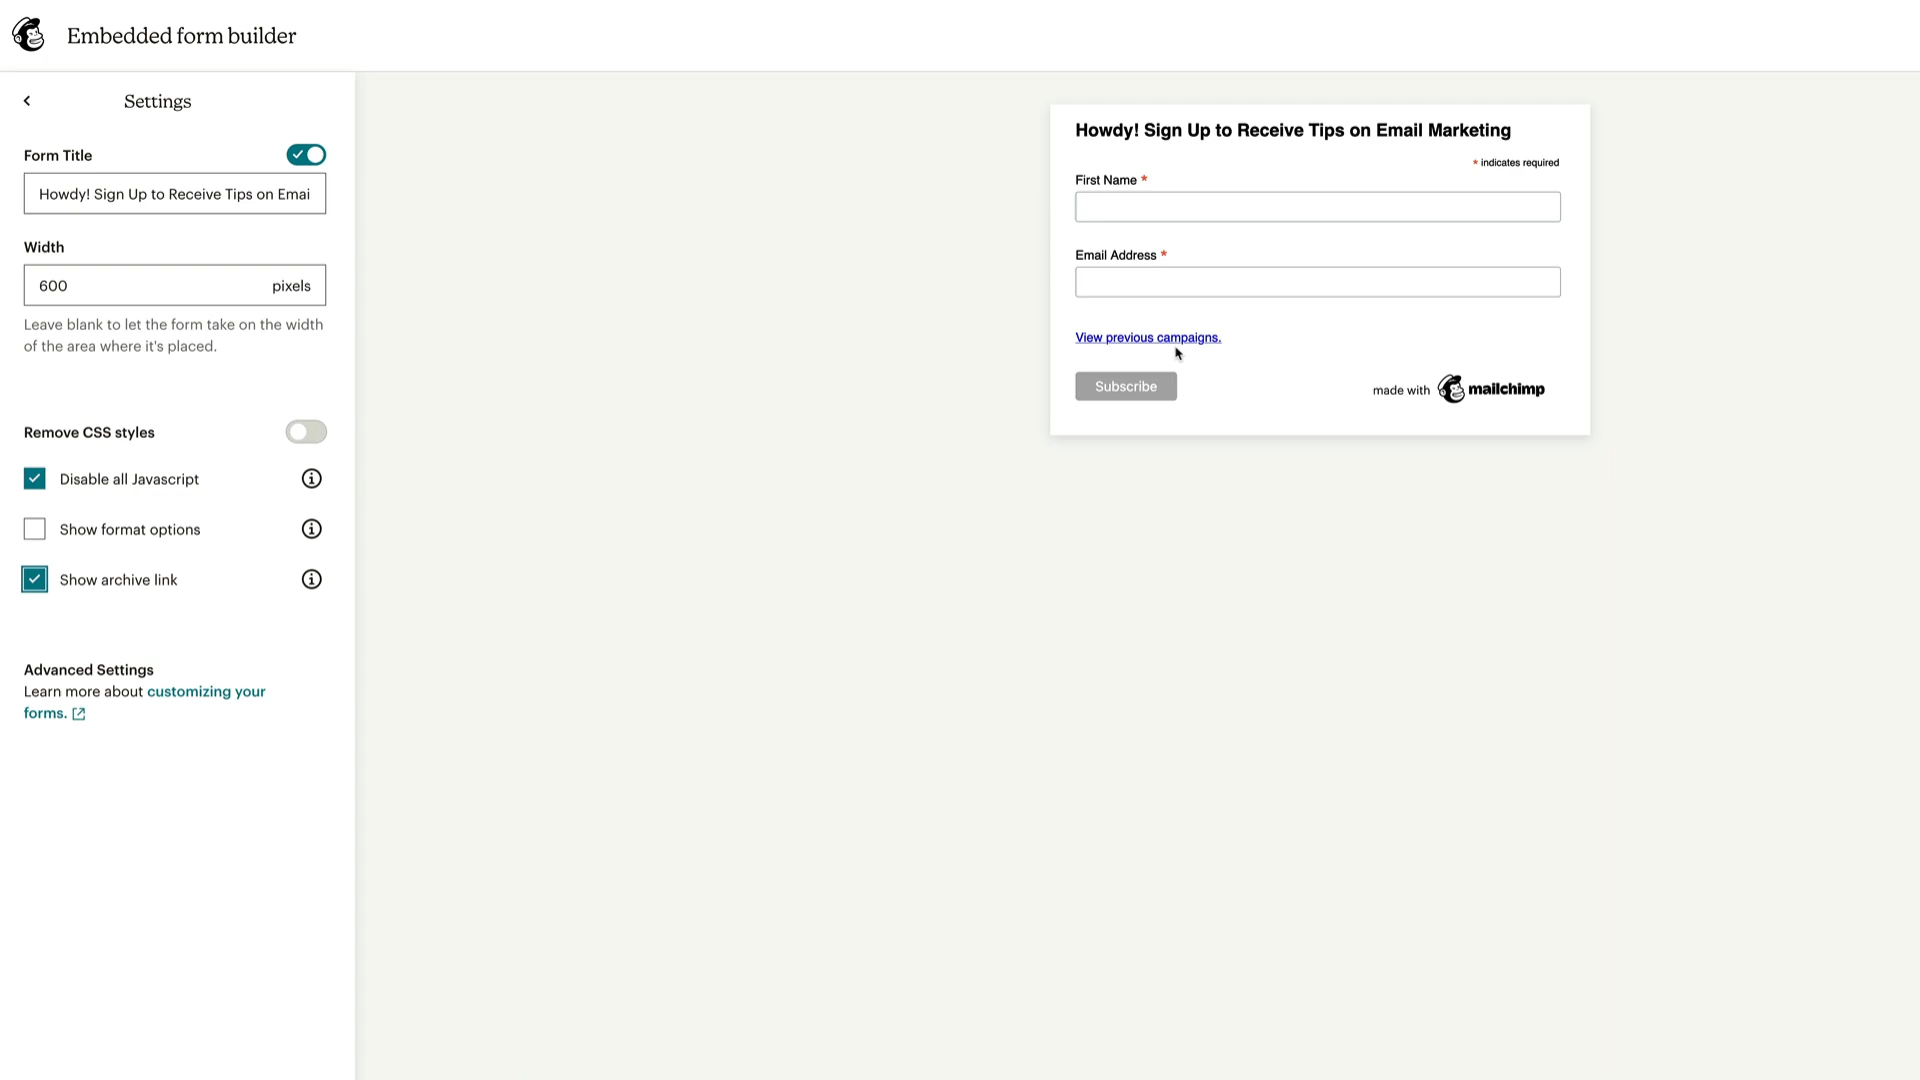 Embedded form builder
Settings
Form Title
Howdy! Sign Up to Receive Tips on Emai
Width
600 pixels
Leave blank to let the form take on the width
of the area where it's placed.
Remove CSS styles
Disable all Javascript
Show format options
Show archive link
Advanced Settings
Learn more about customizing your
forms.
Howdy! Sign Up to Receive Tips on Email Marketing
* indicates required
First Name *
Email Address *
View previous campaigns.
Subscribe
made with mailchimp